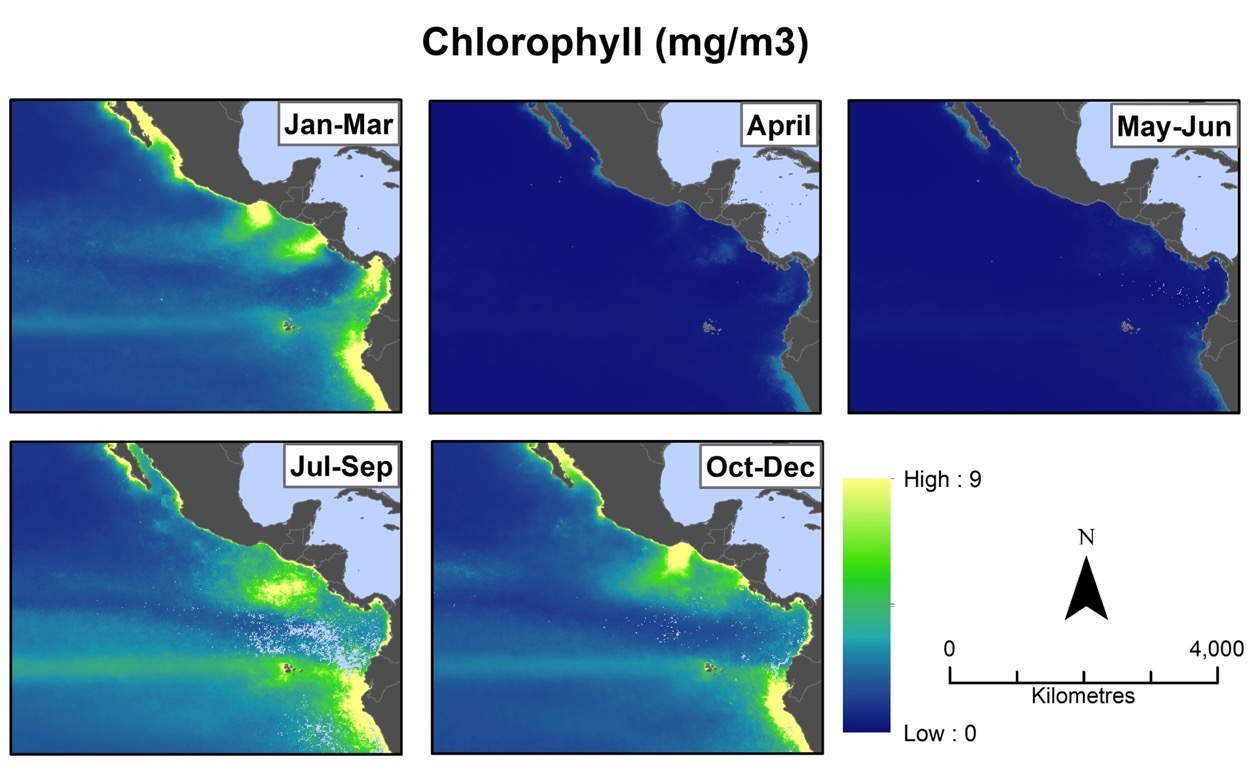 Chlorophyll (mg/m3)
Jan-Mar
April
May-Jun
Jul-Sep
Oct-Dec
High : 9
Low : 0
N
0 4,000
Kilometres